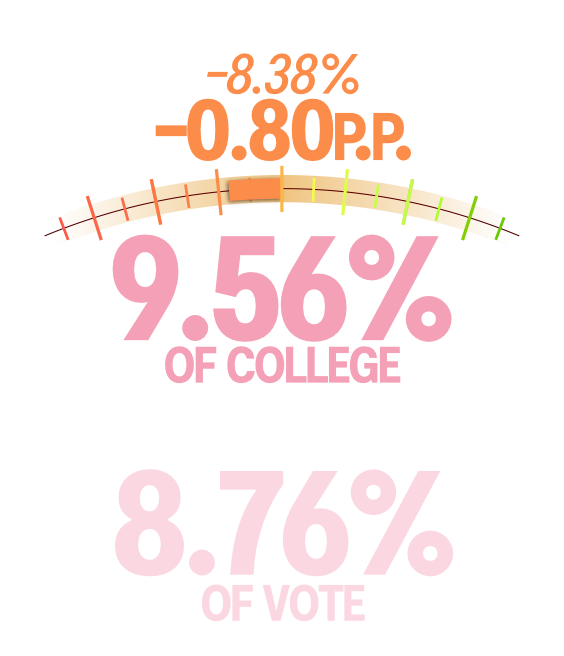 –8.38%
–0.80P.P.
9.56%
OF COLLEGE
8.76%
OF VOTE